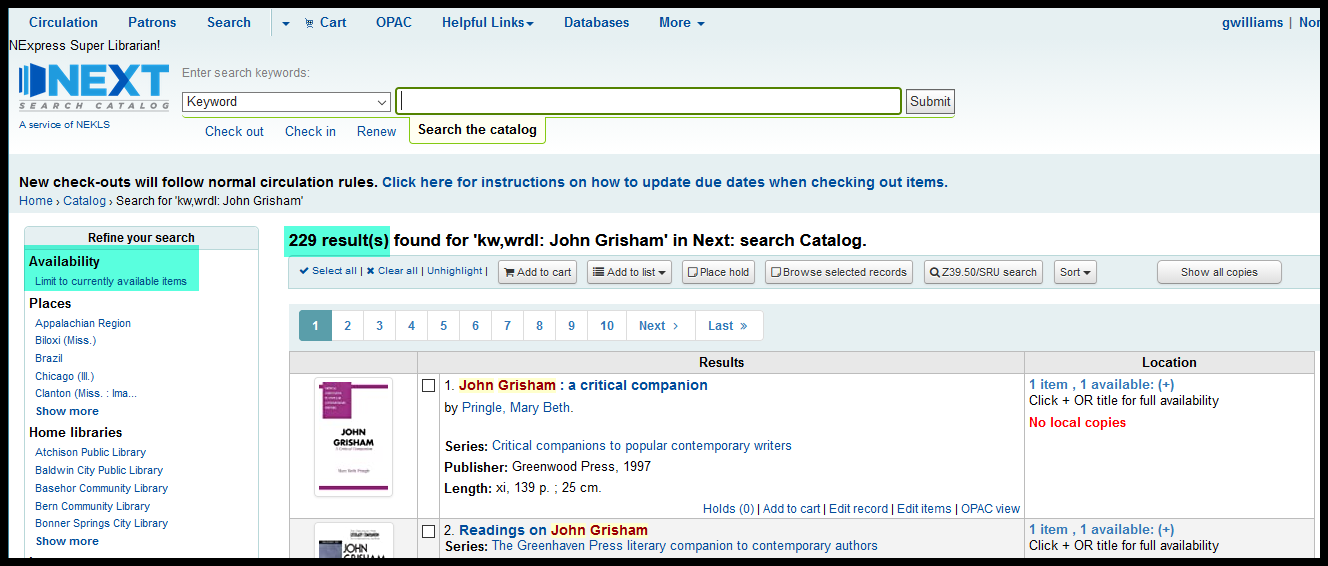 Circulation Patrons Search Cart OPAC Helpful Links Databases More gwilliams | Nor
NExpress Super Librarian!
NEXT
SEARCH CATALOG
A service of NEKLS
Enter search keywords:
Keyword Submit
Check out Check in Renew Search the catalog
New check-outs will follow normal circulation rules. Click here for instructions on how to update due dates when checking out items.
Home › Catalog › Search for 'kw,wrdl: John Grisham'
Refine your search
Availability
Limit to currently available items
Places
Appalachian Region
Biloxi (Miss.)
Brazil
Chicago (Ill.)
Clanton (Miss. : Ima...
Show more
Home libraries
Atchison Public Library
Baldwin City Public Library
Basehor Community Library
Bern Community Library
Bonner Springs City Library
Show more
229 result(s) found for 'kw,wrdl: John Grisham' in Next: search Catalog.
Select all | Clear all | Unhighlight | Add to cart Add to list Place hold Browse selected records Z39.50/SRU search Sort Show all copies
1 2 3 4 5 6 7 8 9 10 Next › Last »
Results Location
JOHN
GRISHAM
A Critical Companion
Mary Beth Pringle
1. John Grisham : a critical companion
by Pringle, Mary Beth.
Series: Critical companions to popular contemporary writers
Publisher: Greenwood Press, 1997
Length: xi, 139 p. ; 25 cm.
Holds (0) | Add to cart | Edit record | Edit items | OPAC view
1 item , 1 available: (+)
Click + OR title for full availability
No local copies
JOHN
GRISHAM
2. Readings on John Grisham
Series: The Greenhaven Press literary companion to contemporary authors
1 item , 1 available: (+)
Click + OR title for full availability